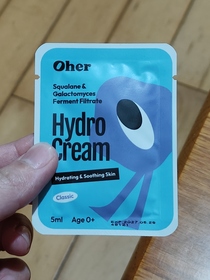 Oher
Squalane &
Galactomyces
Ferment Filtrate
Hydro
Cream
Hydrating & Soothing Skin
Classic
5ml Age 0+